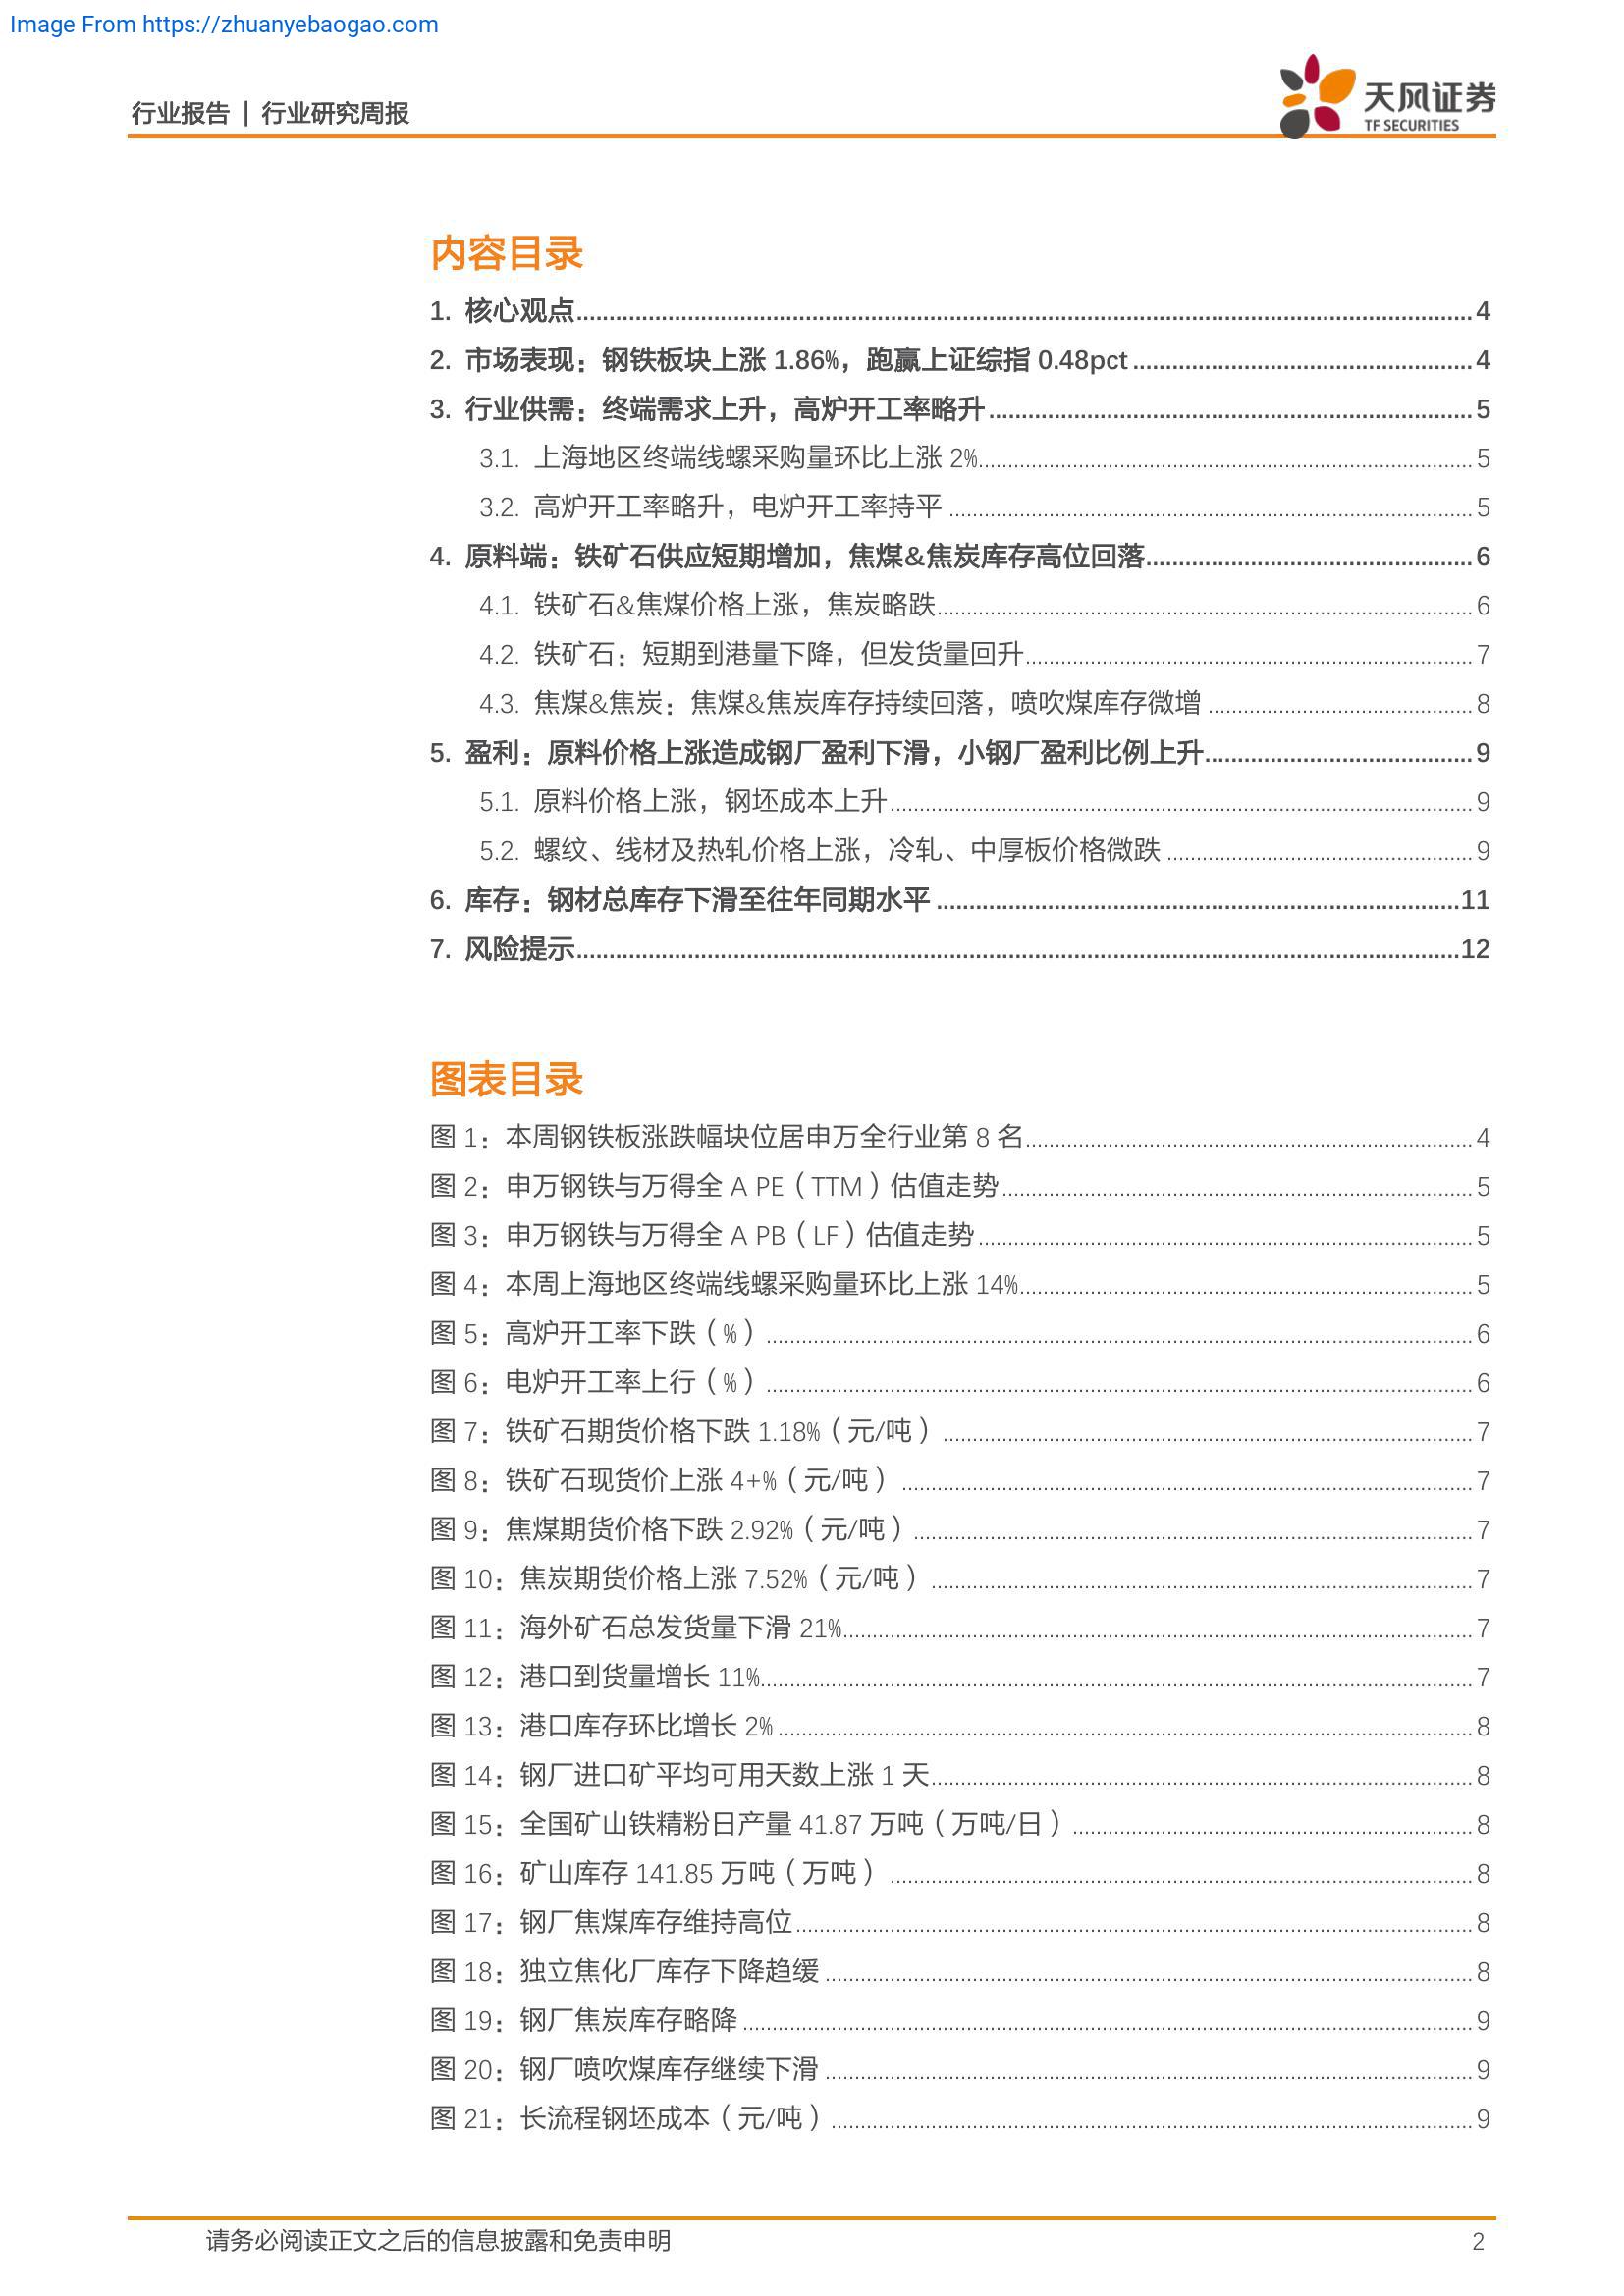 Image From https://zhuanyebaogao.com
行业报告 | 行业研究周报
天风证券
TF SECURITIES
内容目录
1. 核心观点 4
2. 市场表现：钢铁板块上涨 1.86%，跑赢上证综指 0.48pct 4
3. 行业供需：终端需求上升，高炉开工率略升 5
3.1. 上海地区终端线螺采购量环比上涨 2% 5
3.2. 高炉开工率略升，电炉开工率持平 5
4. 原料端：铁矿石供应短期增加，焦煤&焦炭库存高位回落 6
4.1. 铁矿石&焦煤价格上涨，焦炭略跌 6
4.2. 铁矿石：短期到港量下降，但发货量回升 7
4.3. 焦煤&焦炭：焦煤&焦炭库存持续回落，喷吹煤库存微增 8
5. 盈利：原料价格上涨造成钢厂盈利下滑，小钢厂盈利比例上升 9
5.1. 原料价格上涨，钢坯成本上升 9
5.2. 螺纹、线材及热轧价格上涨，冷轧、中厚板价格微跌 9
6. 库存：钢材总库存下滑至往年同期水平 11
7. 风险提示 12
图表目录
图 1：本周钢铁板涨跌幅块位居申万全行业第 8 名 4
图 2：申万钢铁与万得全 A PE（TTM）估值走势 5
图 3：申万钢铁与万得全 A PB（LF）估值走势 5
图 4：本周上海地区终端线螺采购量环比上涨 14% 5
图 5：高炉开工率下跌（%） 6
图 6：电炉开工率上行（%） 6
图 7：铁矿石期货价格下跌 1.18%（元/吨） 7
图 8：铁矿石现货价上涨 4+%（元/吨） 7
图 9：焦煤期货价格下跌 2.92%（元/吨） 7
图 10：焦炭期货价格上涨 7.52%（元/吨） 7
图 11：海外矿石总发货量下滑 21% 7
图 12：港口到货量增长 11% 7
图 13：港口库存环比增长 2% 8
图 14：钢厂进口矿平均可用天数上涨 1 天 8
图 15：全国矿山铁精粉日产量 41.87 万吨（万吨/日） 8
图 16：矿山库存 141.85 万吨（万吨） 8
图 17：钢厂焦煤库存维持高位 8
图 18：独立焦化厂库存下降趋缓 8
图 19：钢厂焦炭库存略降 9
图 20：钢厂喷吹煤库存继续下滑 9
图 21：长流程钢坯成本（元/吨） 9
请务必阅读正文之后的信息披露和免责申明 2